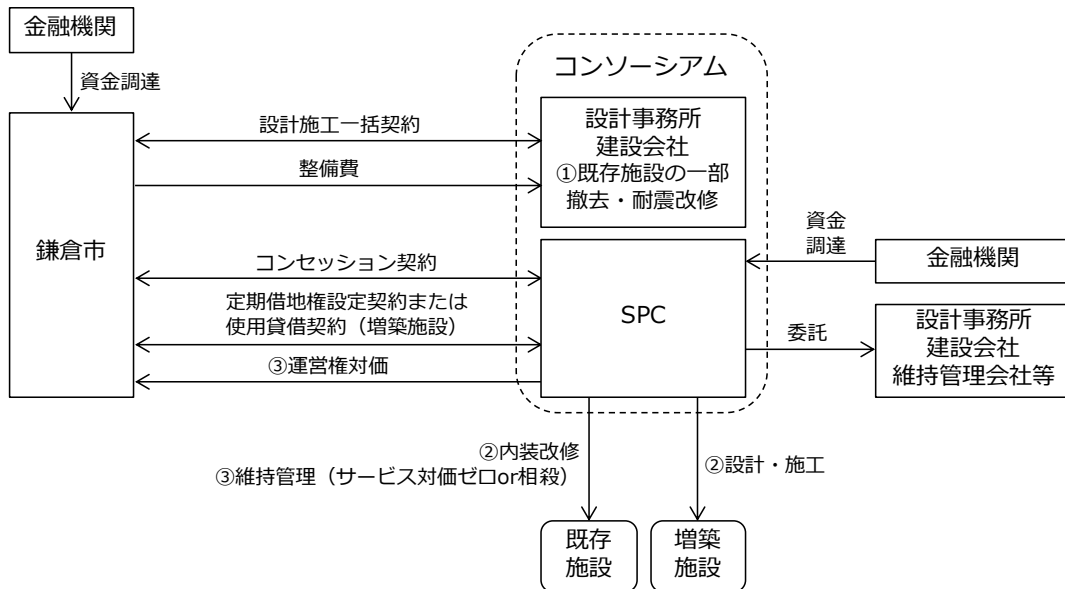 金融機関
資金調達
コンソーシアム
設計施工一括契約
整備費
設計事務所
建設会社
①既存施設の一部
撤去・耐震改修
鎌倉市
コンセッション契約
定期借地権設定契約または
使用貸借契約（増築施設）
③運営権対価
SPC
資金
調達
金融機関
委託
設計事務所
建設会社
維持管理会社等
②内装改修
③維持管理（サービス対価ゼロor相殺）
②設計・施工
既存
施設
増築
施設